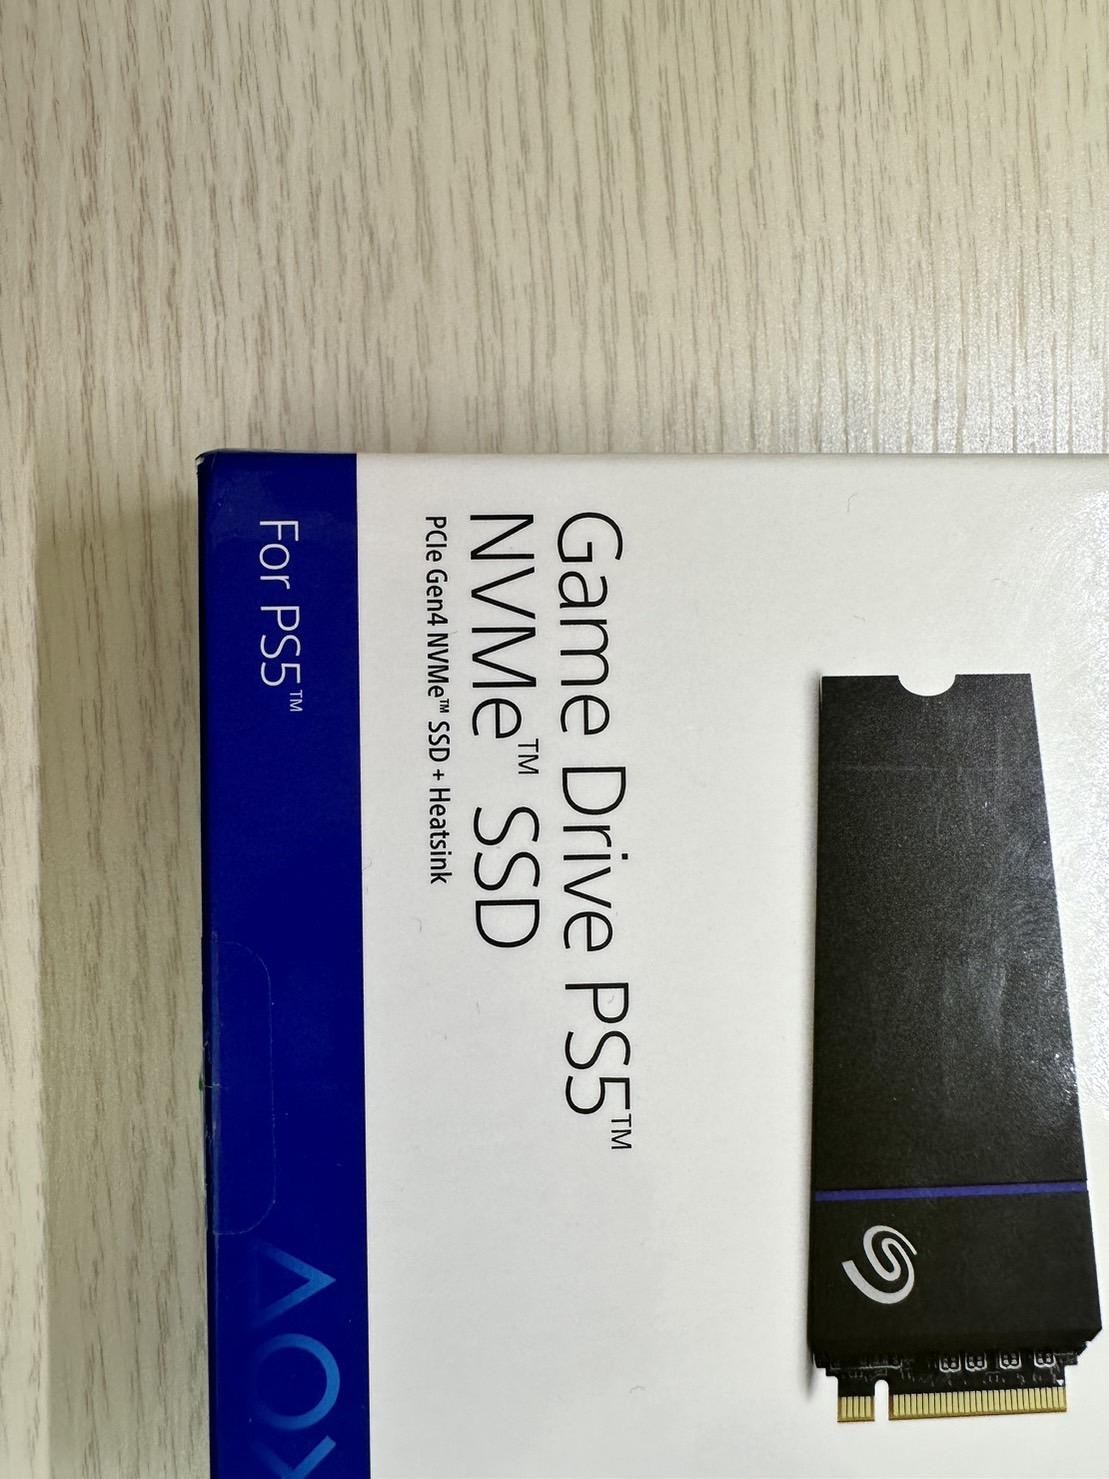 Game Drive PS5™
NVMe™ SSD
PCIe Gen4 NVMe™ SSD + Heatsink
For PS5™